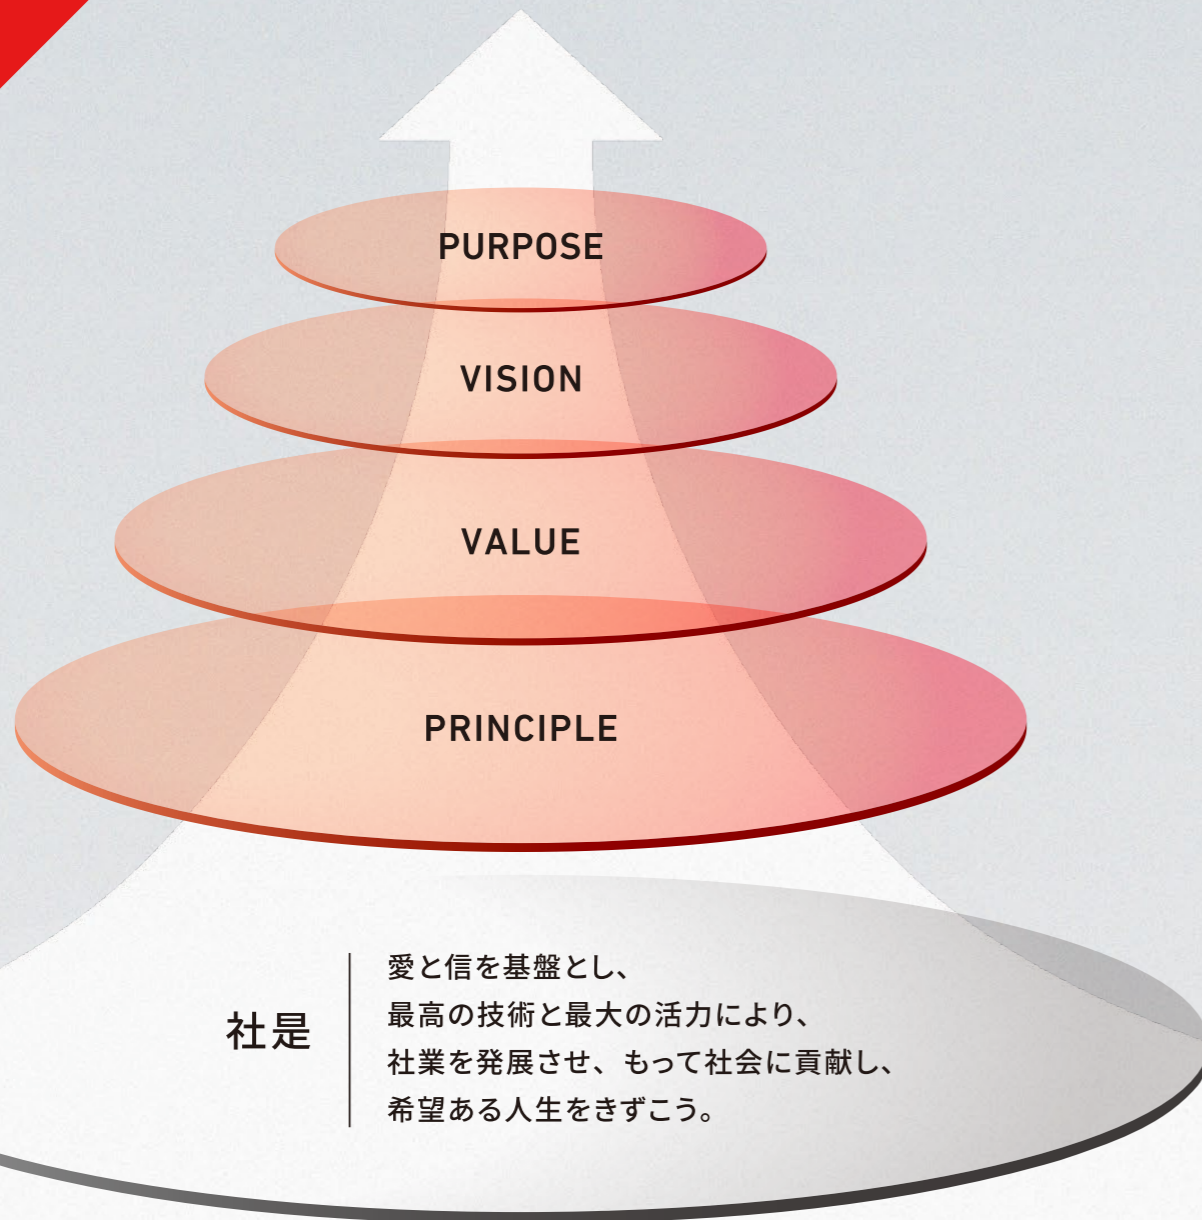 PURPOSE
VISION
VALUE
PRINCIPLE
社是
愛と信を基盤とし、
最高の技術と最大の活力により、
社業を発展させ、もって社会に貢献し、
希望ある人生をきずこう。